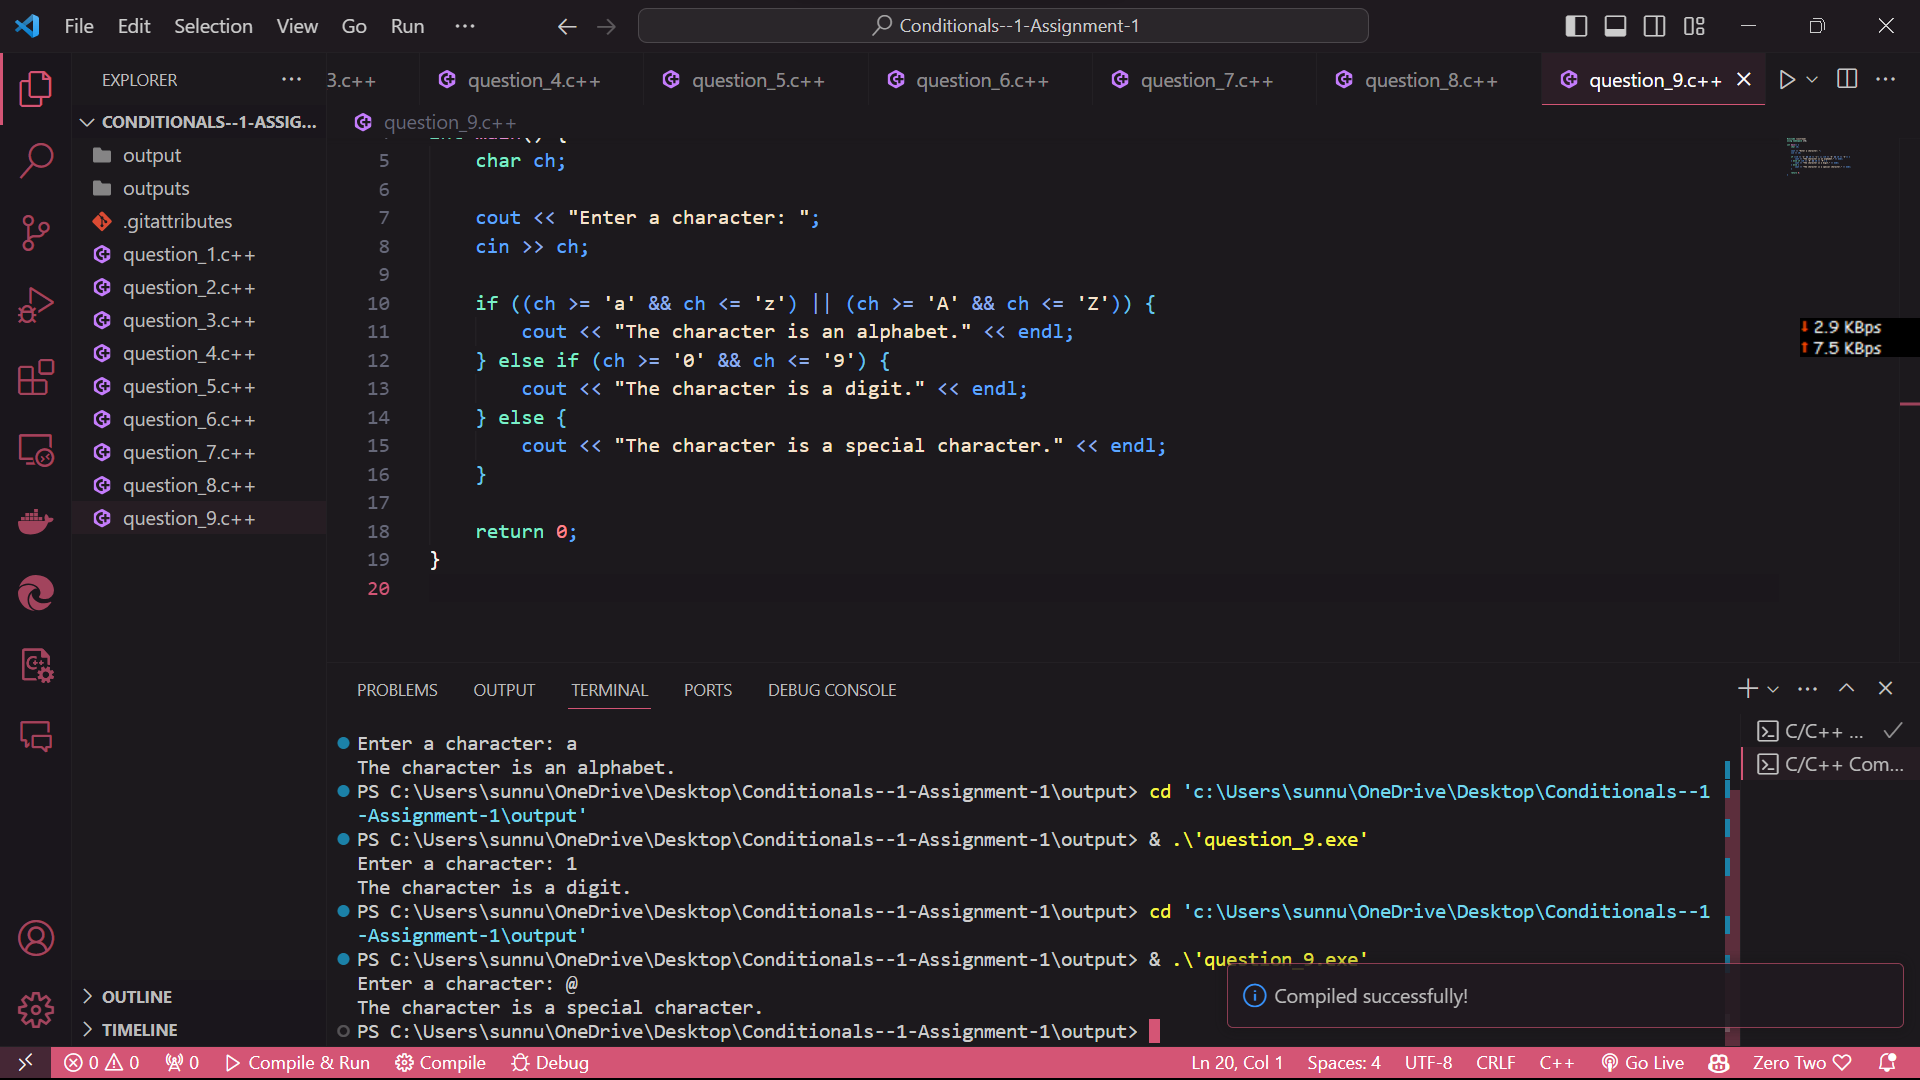 File Edit Selection View Go Run ··· Conditionals--1-Assignment-1
EXPLORER ··· 3.c++ question_4.c++ question_5.c++ question_6.c++ question_7.c++ question_8.c++ question_9.c++
CONDITIONALS--1-ASSIG...
question_9.c++
output
outputs
.gitattributes
question_1.c++
question_2.c++
question_3.c++
question_4.c++
question_5.c++
question_6.c++
question_7.c++
question_8.c++
question_9.c++
OUTLINE
TIMELINE
5 char ch;
6
7 cout << "Enter a character: ";
8 cin >> ch;
9
10 if ((ch >= 'a' && ch <= 'z') || (ch >= 'A' && ch <= 'Z')) {
11 cout << "The character is an alphabet." << endl;
12 } else if (ch >= '0' && ch <= '9') {
13 cout << "The character is a digit." << endl;
14 } else {
15 cout << "The character is a special character." << endl;
16 }
17
18 return 0;
19 }
20
2.9 KBps
7.5 KBps
PROBLEMS OUTPUT TERMINAL PORTS DEBUG CONSOLE
Enter a character: a
The character is an alphabet.
PS C:\Users\sunnu\OneDrive\Desktop\Conditionals--1-Assignment-1\output> cd 'c:\Users\sunnu\OneDrive\Desktop\Conditionals--1
-Assignment-1\output'
PS C:\Users\sunnu\OneDrive\Desktop\Conditionals--1-Assignment-1\output> & .\'question_9.exe'
Enter a character: 1
The character is a digit.
PS C:\Users\sunnu\OneDrive\Desktop\Conditionals--1-Assignment-1\output> cd 'c:\Users\sunnu\OneDrive\Desktop\Conditionals--1
-Assignment-1\output'
PS C:\Users\sunnu\OneDrive\Desktop\Conditionals--1-Assignment-1\output> & .\'question_9.exe'
Enter a character: @
The character is a special character.
PS C:\Users\sunnu\OneDrive\Desktop\Conditionals--1-Assignment-1\output>
C/C++ ...
C/C++ Com...
Compiled successfully!
0 0 0 Compile & Run Compile Debug Ln 20, Col 1 Spaces: 4 UTF-8 CRLF C++ Go Live Zero Two